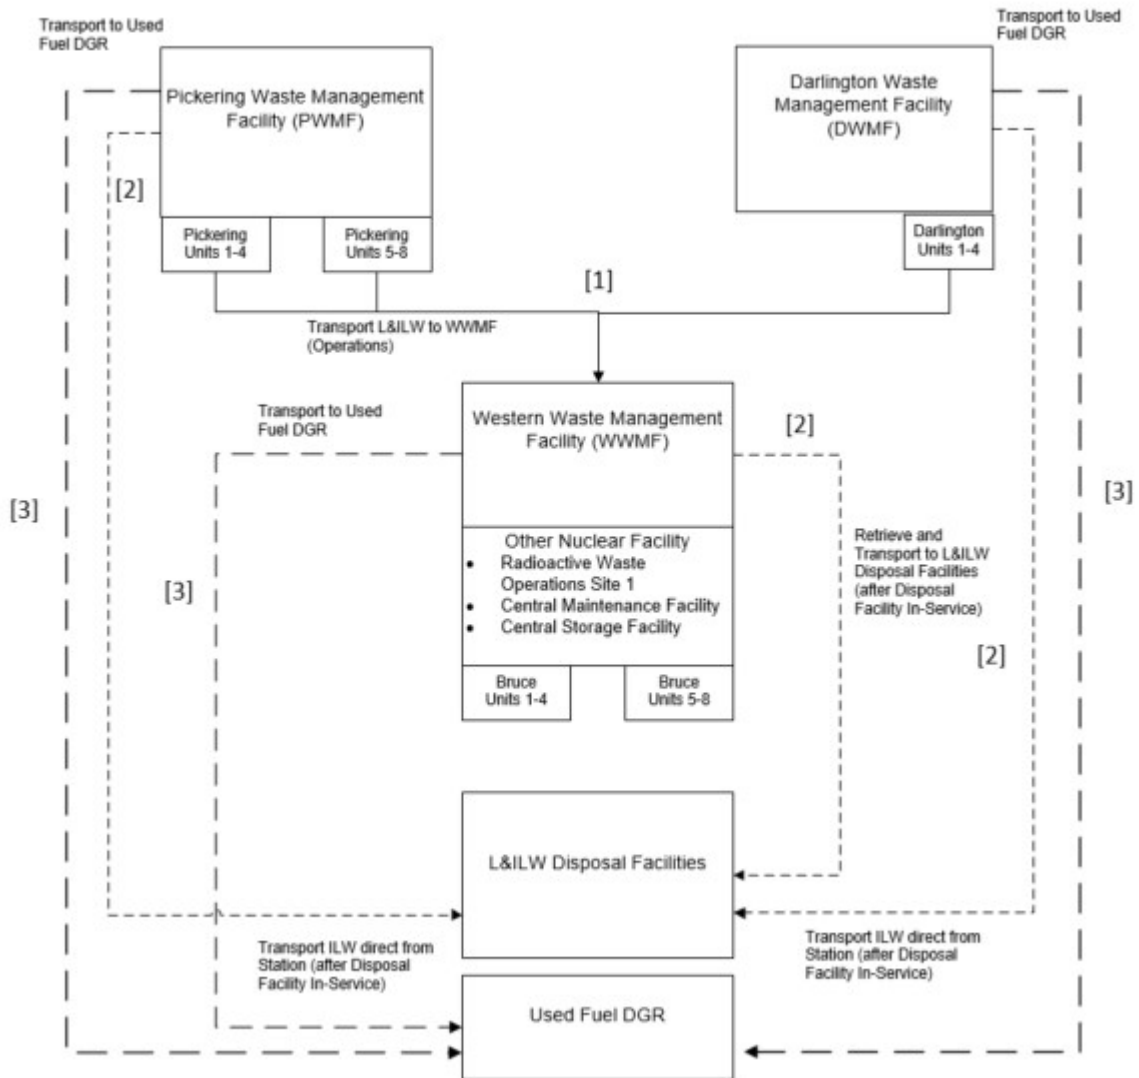 Transport to Used
Fuel DGR
Transport to Used
Fuel DGR
Pickering Waste Management
Facility (PWMF)
Darlington Waste
Management Facility
(DWMF)
[2]
Pickering
Units 1-4
Pickering
Units 5-8
Darlington
Units 1-4
[1]
Transport L&ILW to WWMF
(Operations)
Transport to Used
Fuel DGR
Western Waste Management
Facility (WWMF)
[2]
[3]
[3]
Retrieve and
Transport to L&ILW
Disposal Facilities
(after Disposal
Facility In-Service)
Other Nuclear Facility
• Radioactive Waste
Operations Site 1
• Central Maintenance Facility
• Central Storage Facility
[3]
[2]
Bruce
Units 1-4
Bruce
Units 5-8
L&ILW Disposal Facilities
Transport ILW direct from
Station (after Disposal
Facility In-Service)
Transport ILW direct from
Station (after Disposal
Facility In-Service)
Used Fuel DGR